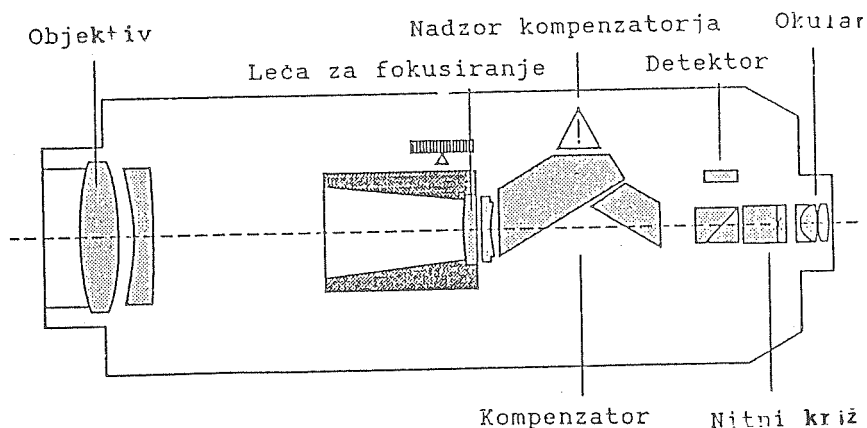 Objektiv
Nadzor kompenzatorja
Okular
Leča za fokusiranje
Detektor
Kompenzator
Nitni križ